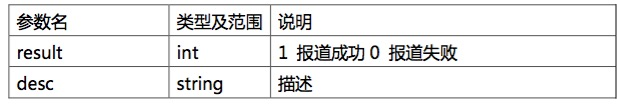 参数名 类型及范围 说明
result int 1 报道成功 0 报道失败
desc string 描述